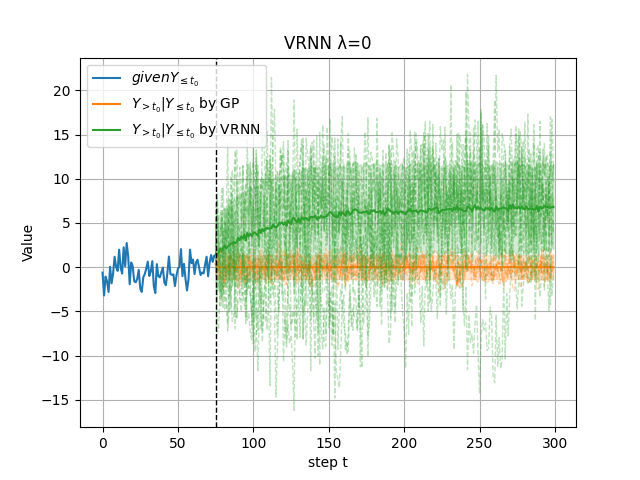 VRNN λ=0
givenY≤t₀
Y>t₀|Y≤t₀ by GP
Y>t₀|Y≤t₀ by VRNN
Value
20
15
10
5
0
−5
−10
−15
0 50 100 150 200 250 300
step t